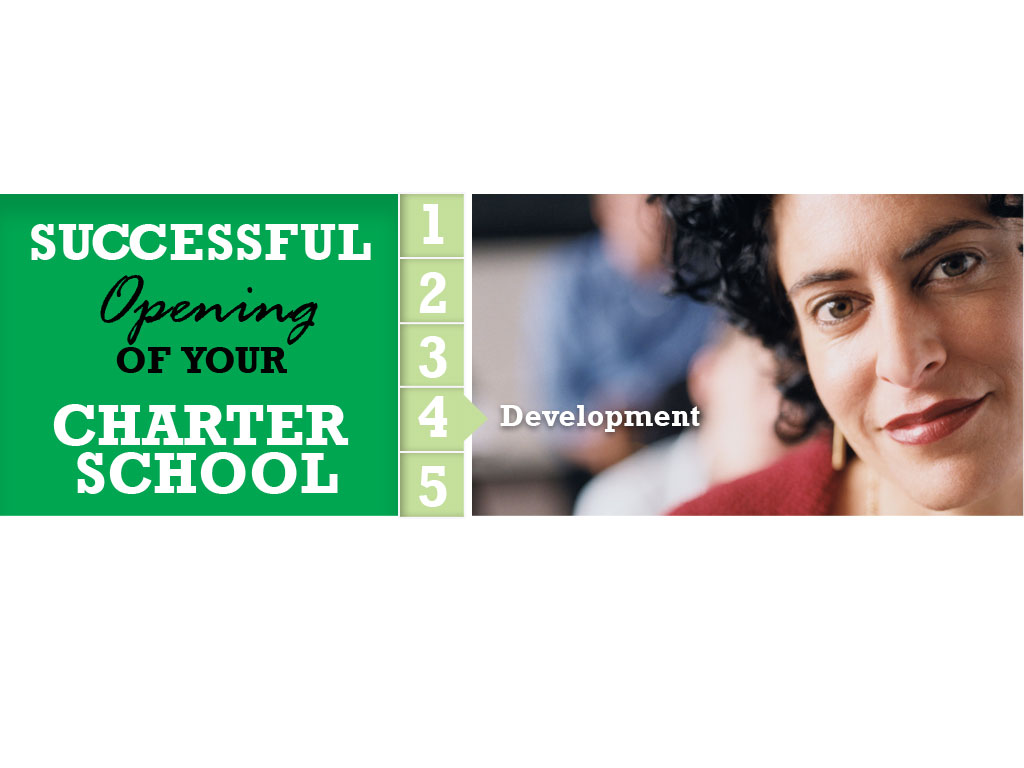 SUCCESSFUL
Opening
OF YOUR
CHARTER
SCHOOL
1
2
3
4
5
Development